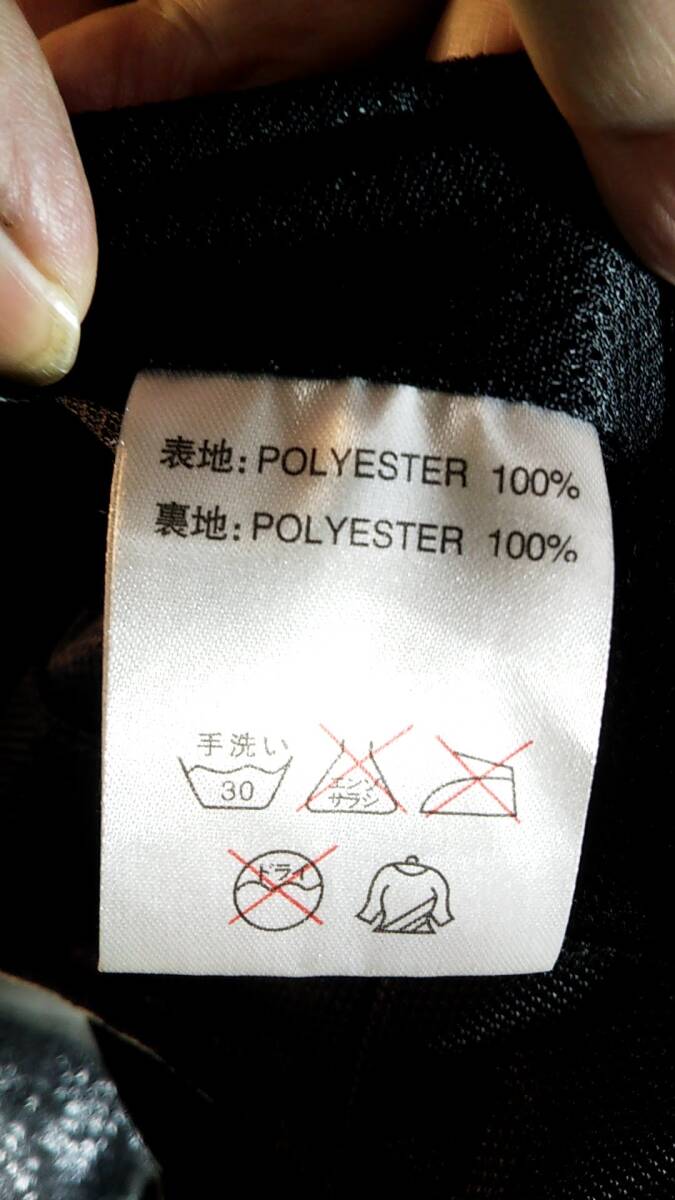 表地: POLYESTER 100%
裏地: POLYESTER 100%
手洗い
30
エンソ
サラシ
ドライ